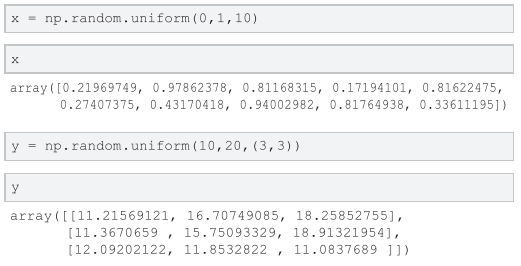 x = np.random.uniform(0,1,10)
x
array([0.21969749, 0.97862378, 0.81168315, 0.17194101, 0.81622475,
       0.27407375, 0.43170418, 0.94002982, 0.81764938, 0.33611195])
y = np.random.uniform(10,20,(3,3))
y
array([[11.21569121, 16.70749085, 18.25852755],
       [11.3670659 , 15.75093329, 18.91321954],
       [12.09202122, 11.8532822 , 11.0837689 ]])